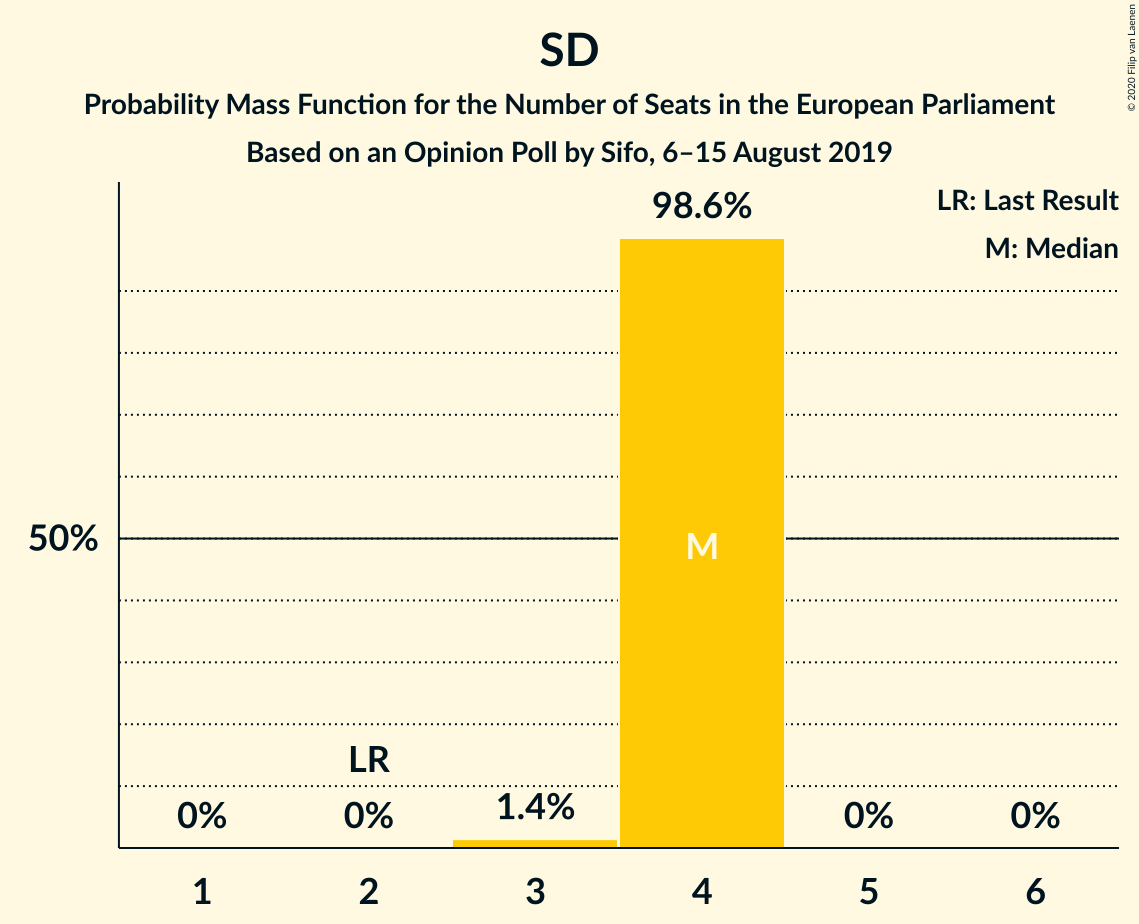 SD
Probability Mass Function for the Number of Seats in the European Parliament
Based on an Opinion Poll by Sifo, 6–15 August 2019
© 2020 Filip van Laenen
LR: Last Result
M: Median
98.6%
50%
M
LR
0%
0%
1.4%
0%
0%
1
2
3
4
5
6